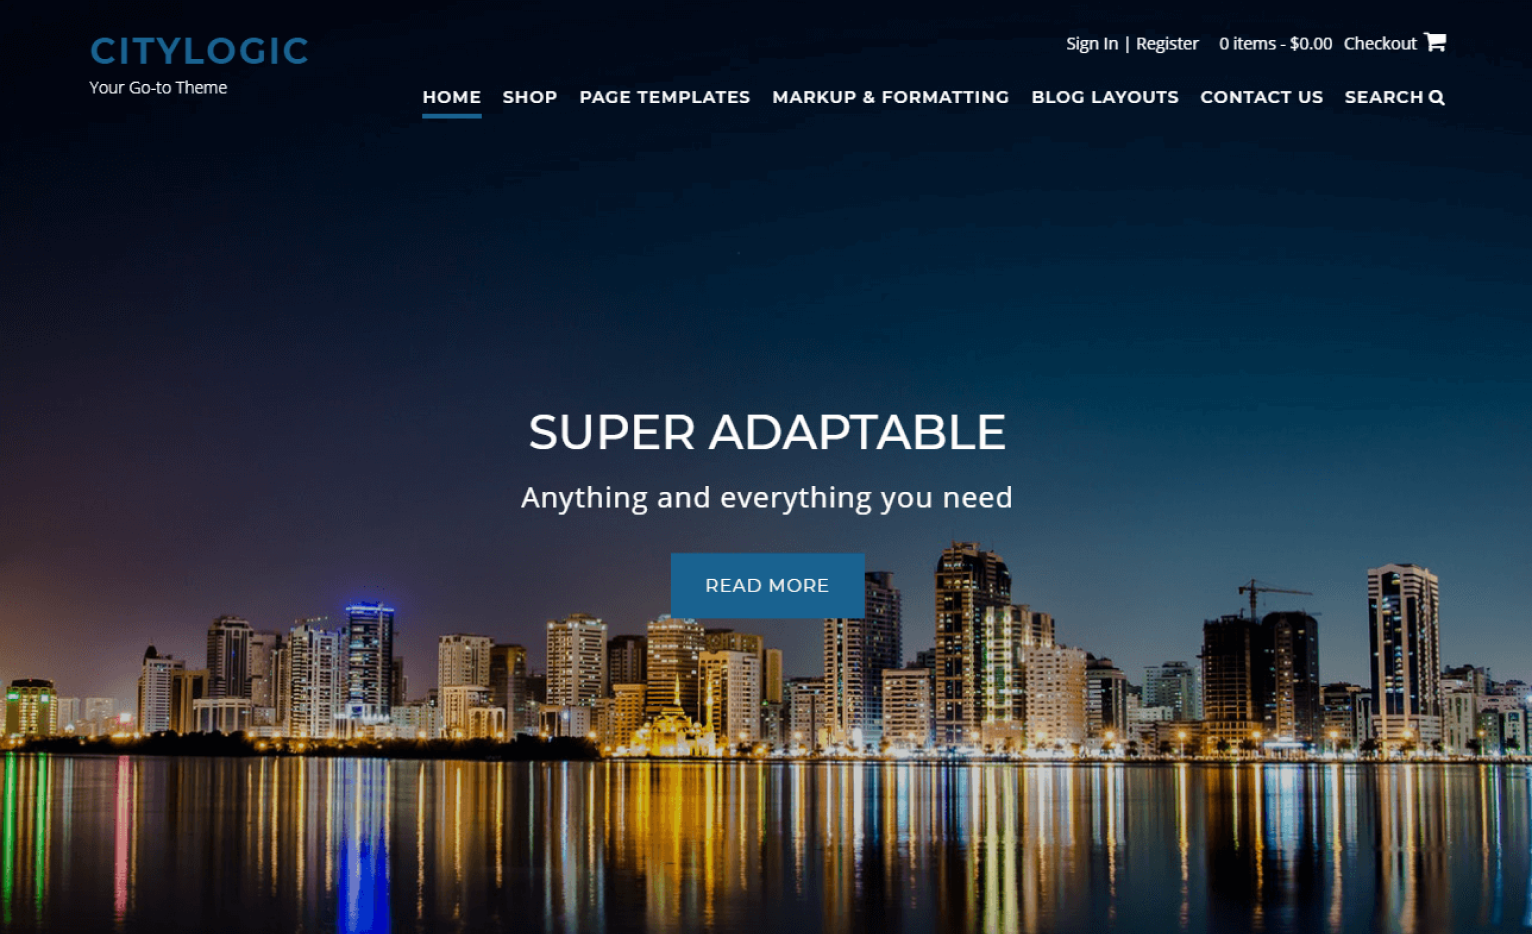 CITYLOGIC
Your Go-to Theme
Sign In | Register 0 items - $0.00 Checkout
HOME SHOP PAGE TEMPLATES MARKUP & FORMATTING BLOG LAYOUTS CONTACT US SEARCH
SUPER ADAPTABLE
Anything and everything you need
READ MORE